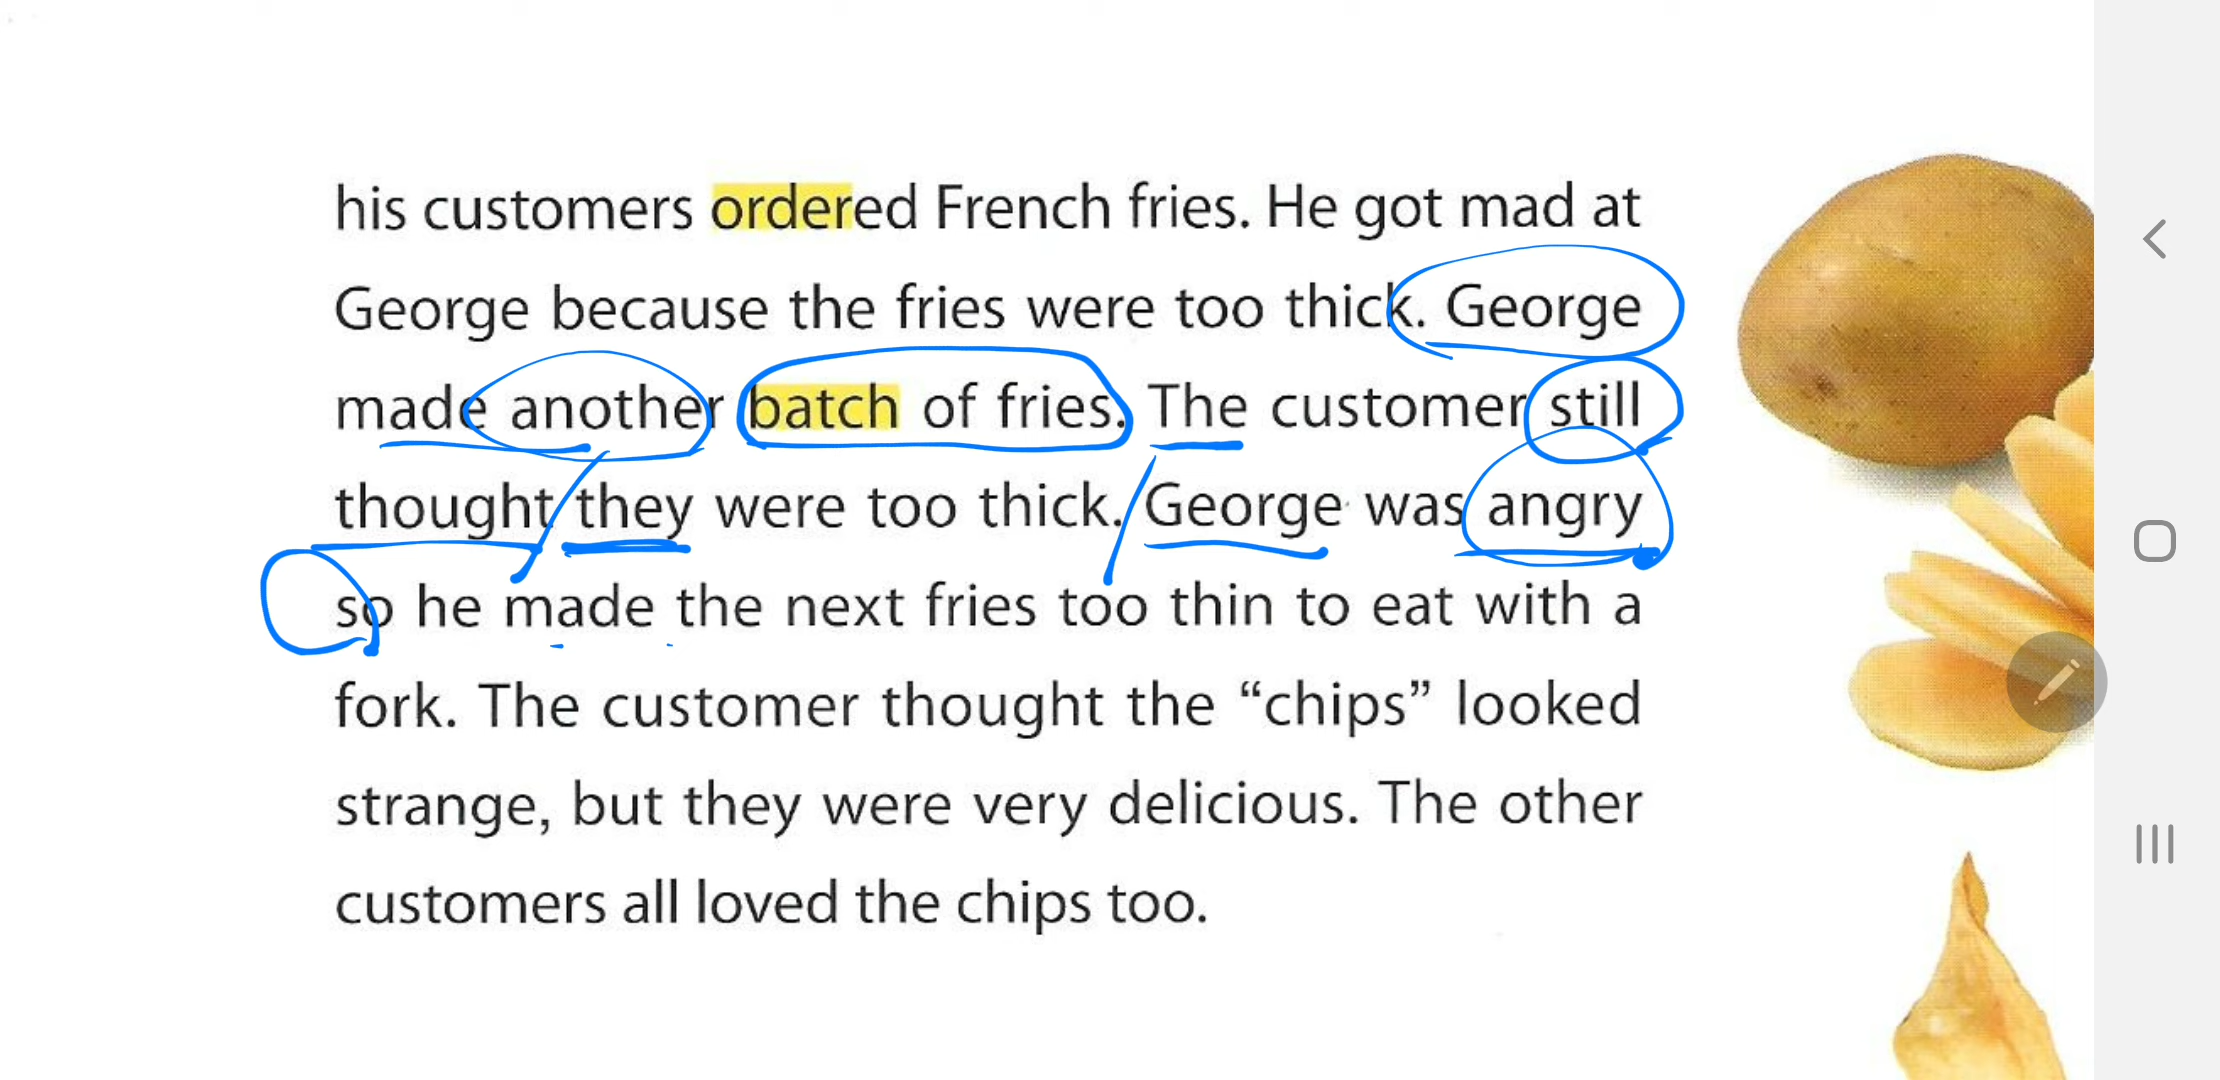 his customers ordered French fries. He got mad at
George because the fries were too thick. George
made another batch of fries. The customer still
thought they were too thick. George was angry
so he made the next fries too thin to eat with a
fork. The customer thought the “chips” looked
strange, but they were very delicious. The other
customers all loved the chips too.